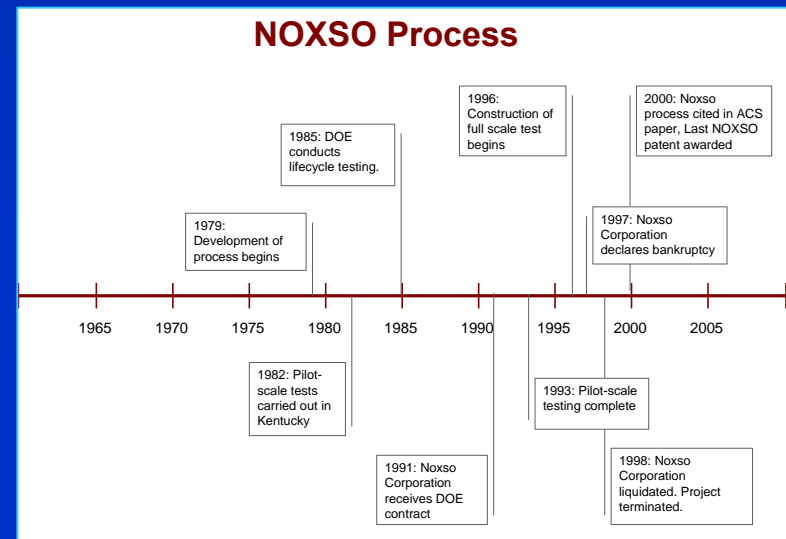 NOXSO Process
1996:
Construction of
full scale test
begins
2000: Noxso
process cited in ACS
paper, Last NOXSO
patent awarded
1985: DOE
conducts
lifecycle testing.
1979:
Development of
process begins
1997: Noxso
Corporation
declares bankruptcy
1965 1970 1975 1980 1985 1990 1995 2000 2005
1982: Pilot-
scale tests
carried out in
Kentucky
1993: Pilot-scale
testing complete
1991: Noxso
Corporation
receives DOE
contract
1998: Noxso
Corporation
liquidated. Project
terminated.